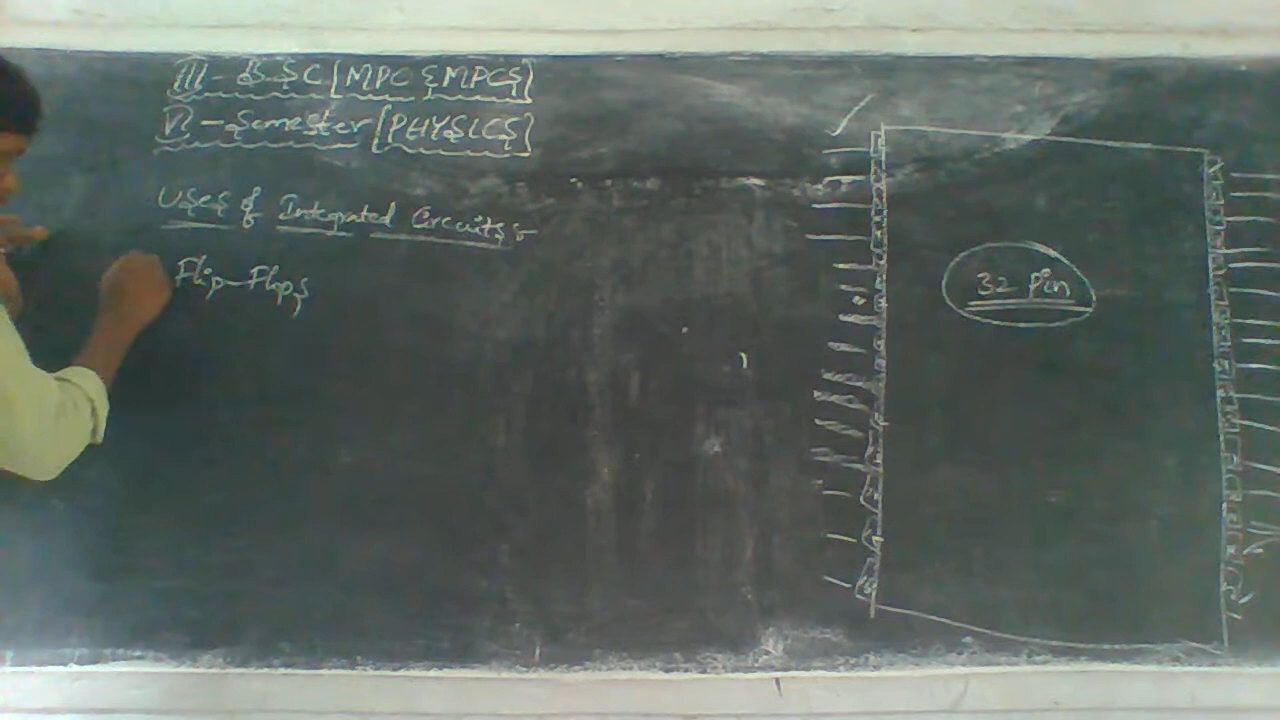 III - B.SC [MPC & MPCS]
VI - Semester [PHYSICS]
Uses of Integrated Circuits :-
Flip-Flops
32 Pin